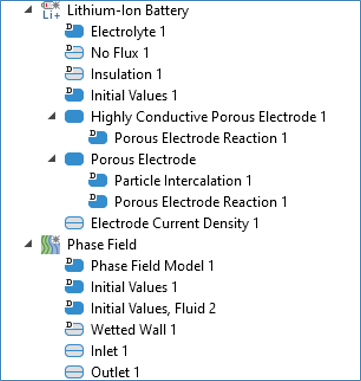 Li+ Lithium-Ion Battery
D Electrolyte 1
D No Flux 1
D Insulation 1
D Initial Values 1
Highly Conductive Porous Electrode 1
D Porous Electrode Reaction 1
Porous Electrode
D Particle Intercalation 1
D Porous Electrode Reaction 1
Electrode Current Density 1
Phase Field
D Phase Field Model 1
D Initial Values 1
D Initial Values, Fluid 2
D Wetted Wall 1
Inlet 1
Outlet 1